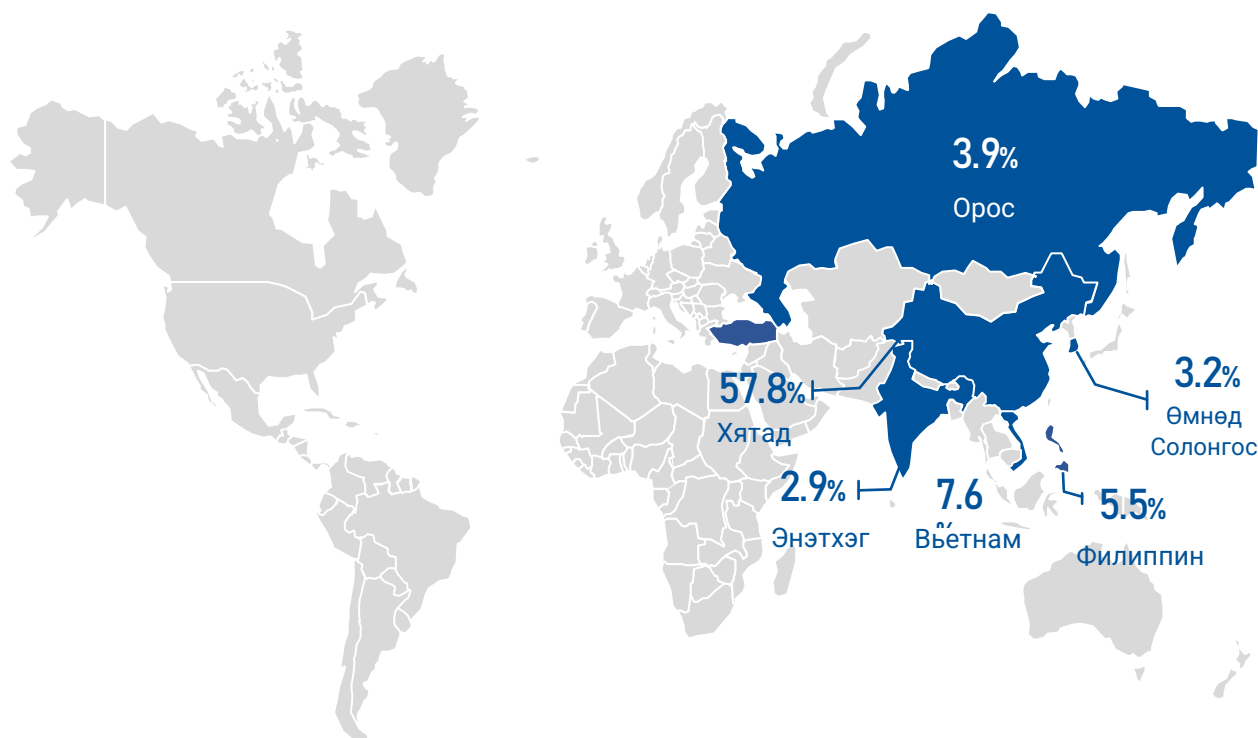 3.9%
Орос
57.8%
Хятад
3.2%
Өмнөд
Солонгос
2.9%
Энэтхэг
7.6
%
Вьетнам
5.5%
Филиппин